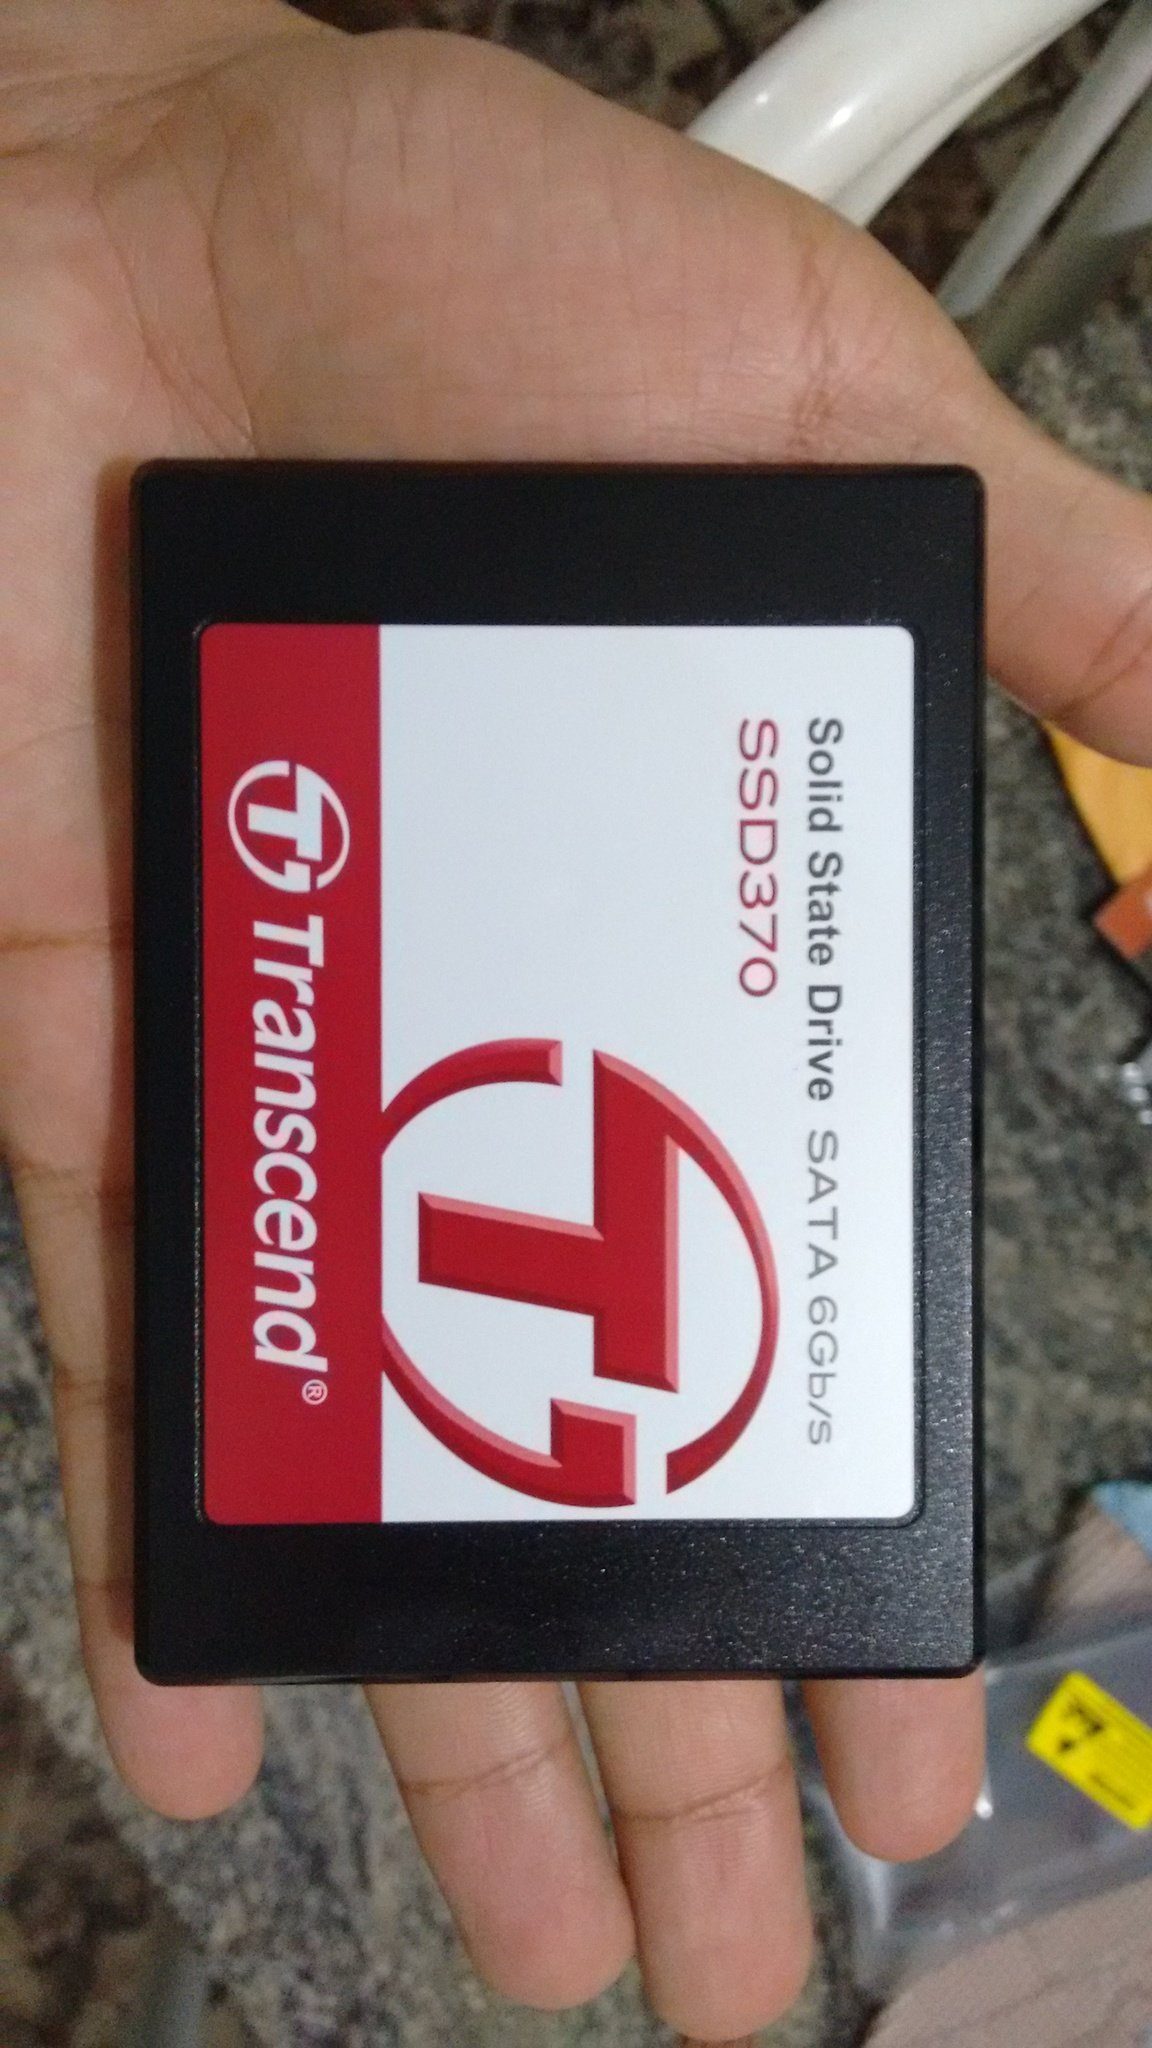 Solid State Drive SATA 6Gb/s
SSD370
Transcend®